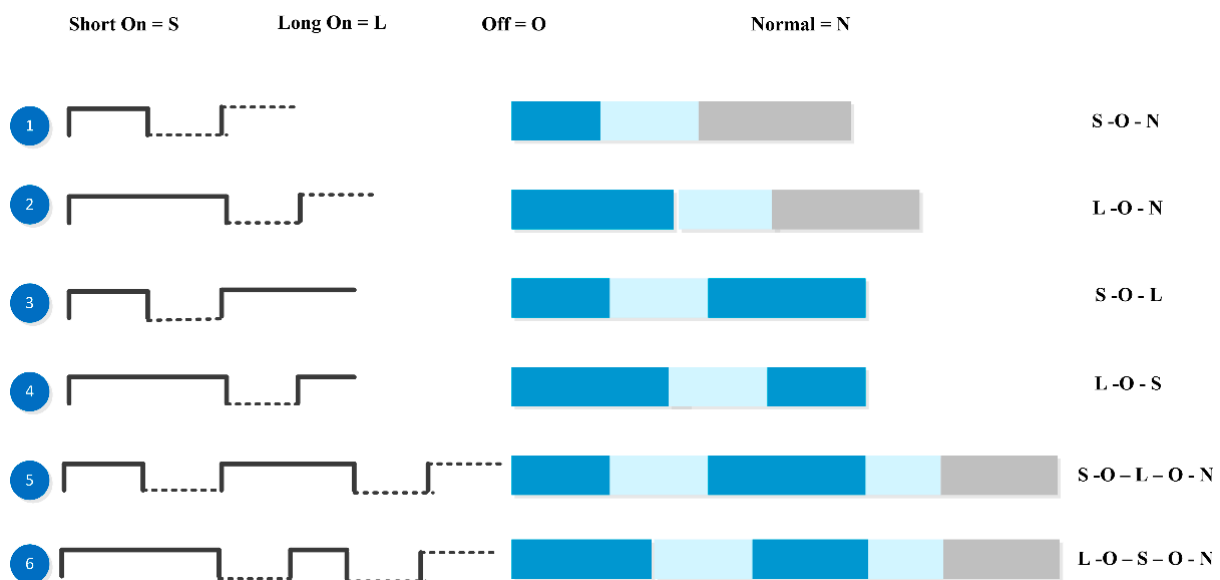 Short On = S Long On = L Off = O Normal = N
1 S -O - N
2 L -O - N
3 S -O - L
4 L -O - S
5 S -O – L – O - N
6 L -O – S – O - N